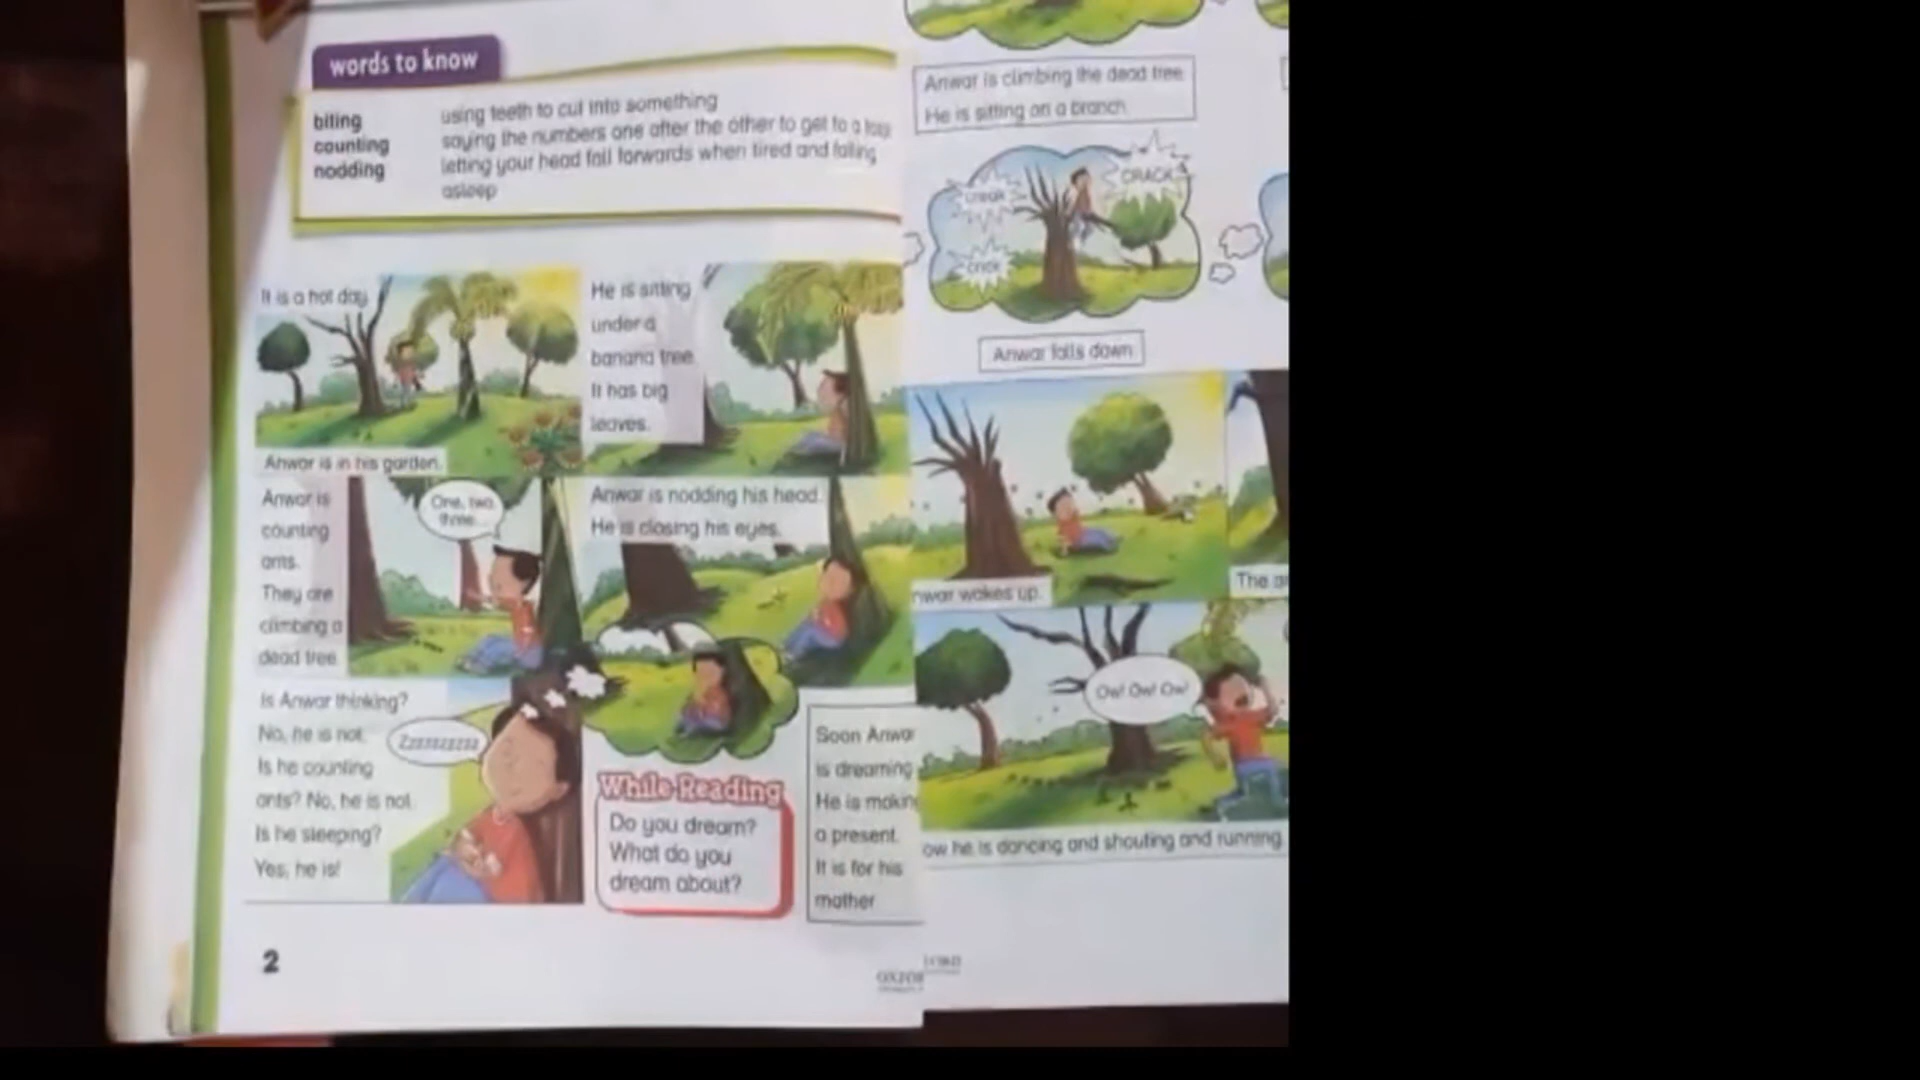 words to know
biting using teeth to cut into something
counting saying the numbers one after the other to get to a
nodding letting your head fall forwards when tired and falling
asleep
It is a hot day.
Anwar is in his garden.
He is sitting
under a
banana tree.
It has big
leaves.
Anwar is
counting
ants.
They are
climbing a
dead tree.
One, two,
three...
Anwar is nodding his head.
He is closing his eyes.
Is Anwar thinking?
No, he is not.
Is he counting
ants? No, he is not.
Is he sleeping?
Yes, he is!
Zzzzzzzzzz
While Reading
Do you dream?
What do you
dream about?
Soon Anwar
is dreaming
He is makin
a present.
It is for his
mother.
2
OXFOR
Anwar is climbing the dead tree.
He is sitting on a branch.
creak
CRACK
crick
Anwar falls down.
nwar wakes up.
The a
Ow! Ow! Ow!
ow he is dancing and shouting and running.